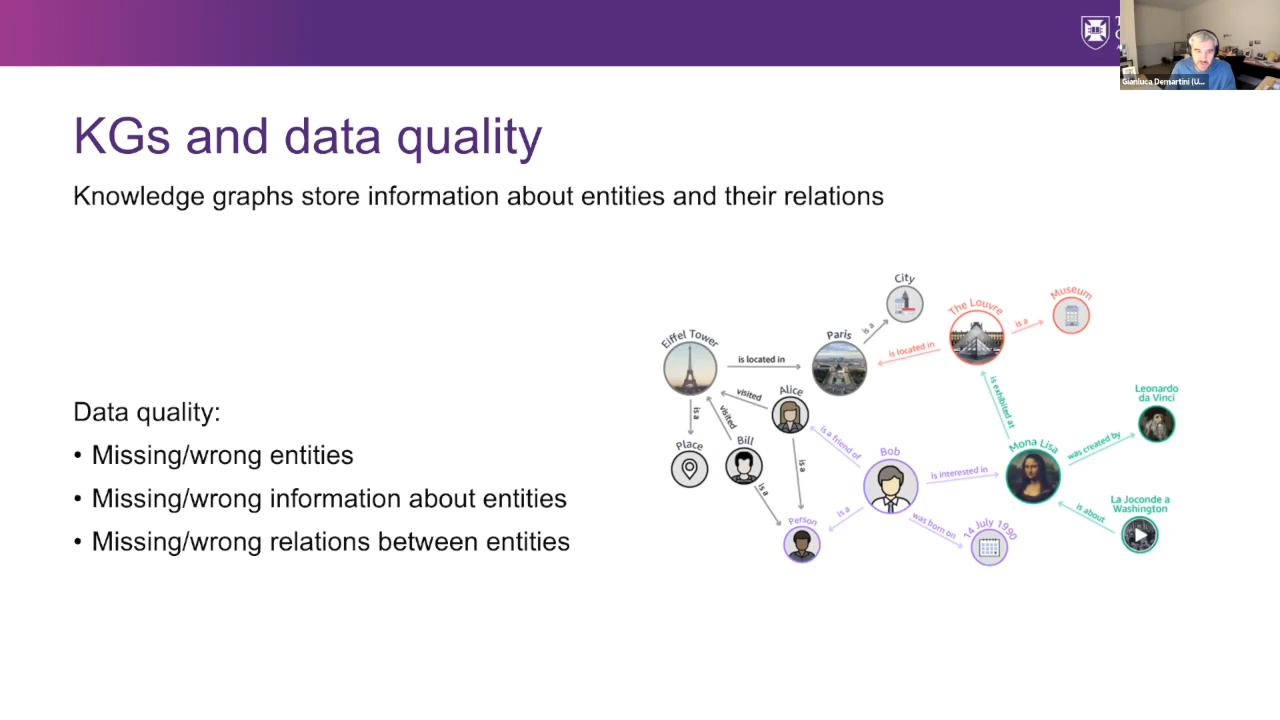 Gianluca Demartini (U...
KGs and data quality
Knowledge graphs store information about entities and their relations
City
Museum
The Louvre
is a
is a
Paris
Eiffel Tower
is located in
is located in
Alice
visited
visited
is a
is exhibited at
Leonardo
da Vinci
Data quality:
was created by
Place
Bill
is a friend of
Bob
Mona Lisa
• Missing/wrong entities
is a
is interested in
is a
La Joconde a
Washington
• Missing/wrong information about entities
is about
Person
is a
was born on
14 July 1990
• Missing/wrong relations between entities